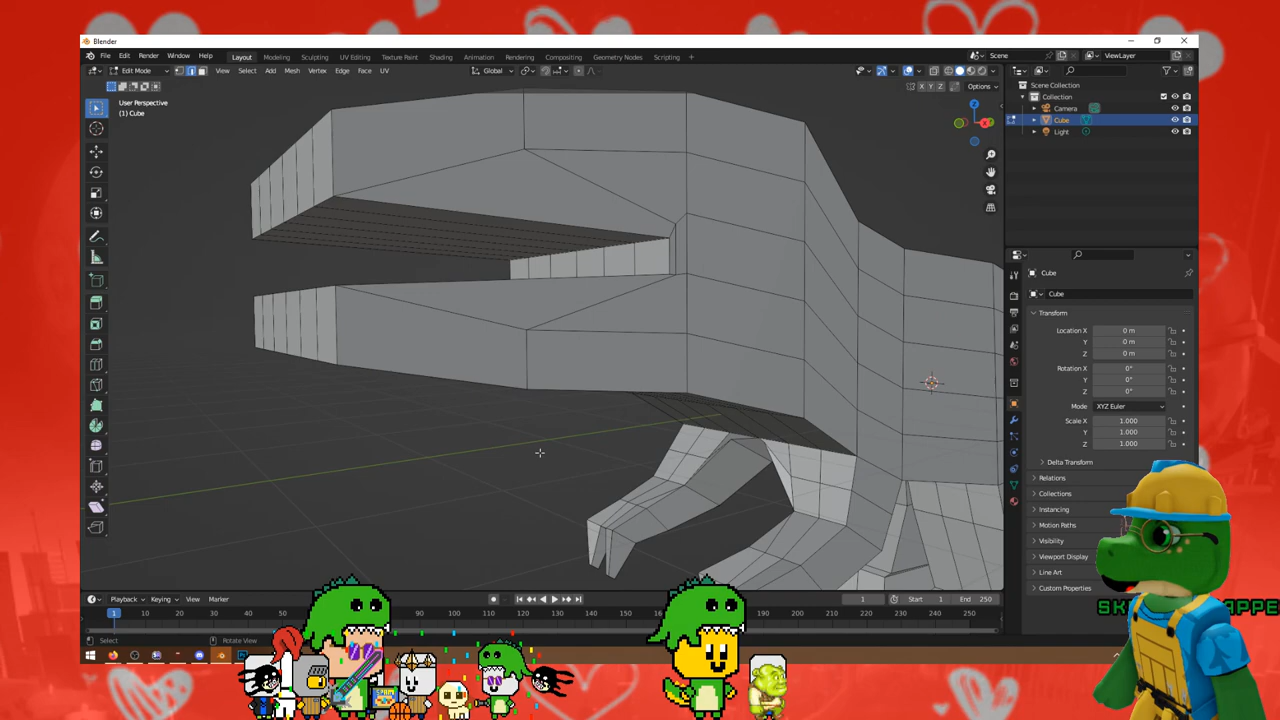 Blender
File Edit Render Window Help
Layout Modeling Sculpting UV Editing Texture Paint Shading Animation Rendering Compositing Geometry Nodes Scripting +
Scene
ViewLayer
Edit Mode
View Select Add Mesh Vertex Edge Face UV
Global
X Y Z
Options
User Perspective
(1) Cube
Z
X
Scene Collection
Collection
Camera
Cube
Light
Cube
Cube
Transform
Location X 0 m
Y 0 m
Z 0 m
Rotation X 0°
Y 0°
Z 0°
Mode XYZ Euler
Scale X 1.000
Y 1.000
Z 1.000
Delta Transform
Relations
Collections
Instancing
Motion Paths
Visibility
Viewport Display
Line Art
Custom Properties
Playback Keying View Marker
1 Start 1 End 250
1 10 20 30 40 50 80 90 100 110 120 130 140 150 160 170 180 190 200 210 220 230 240 250
Select
Rotate View